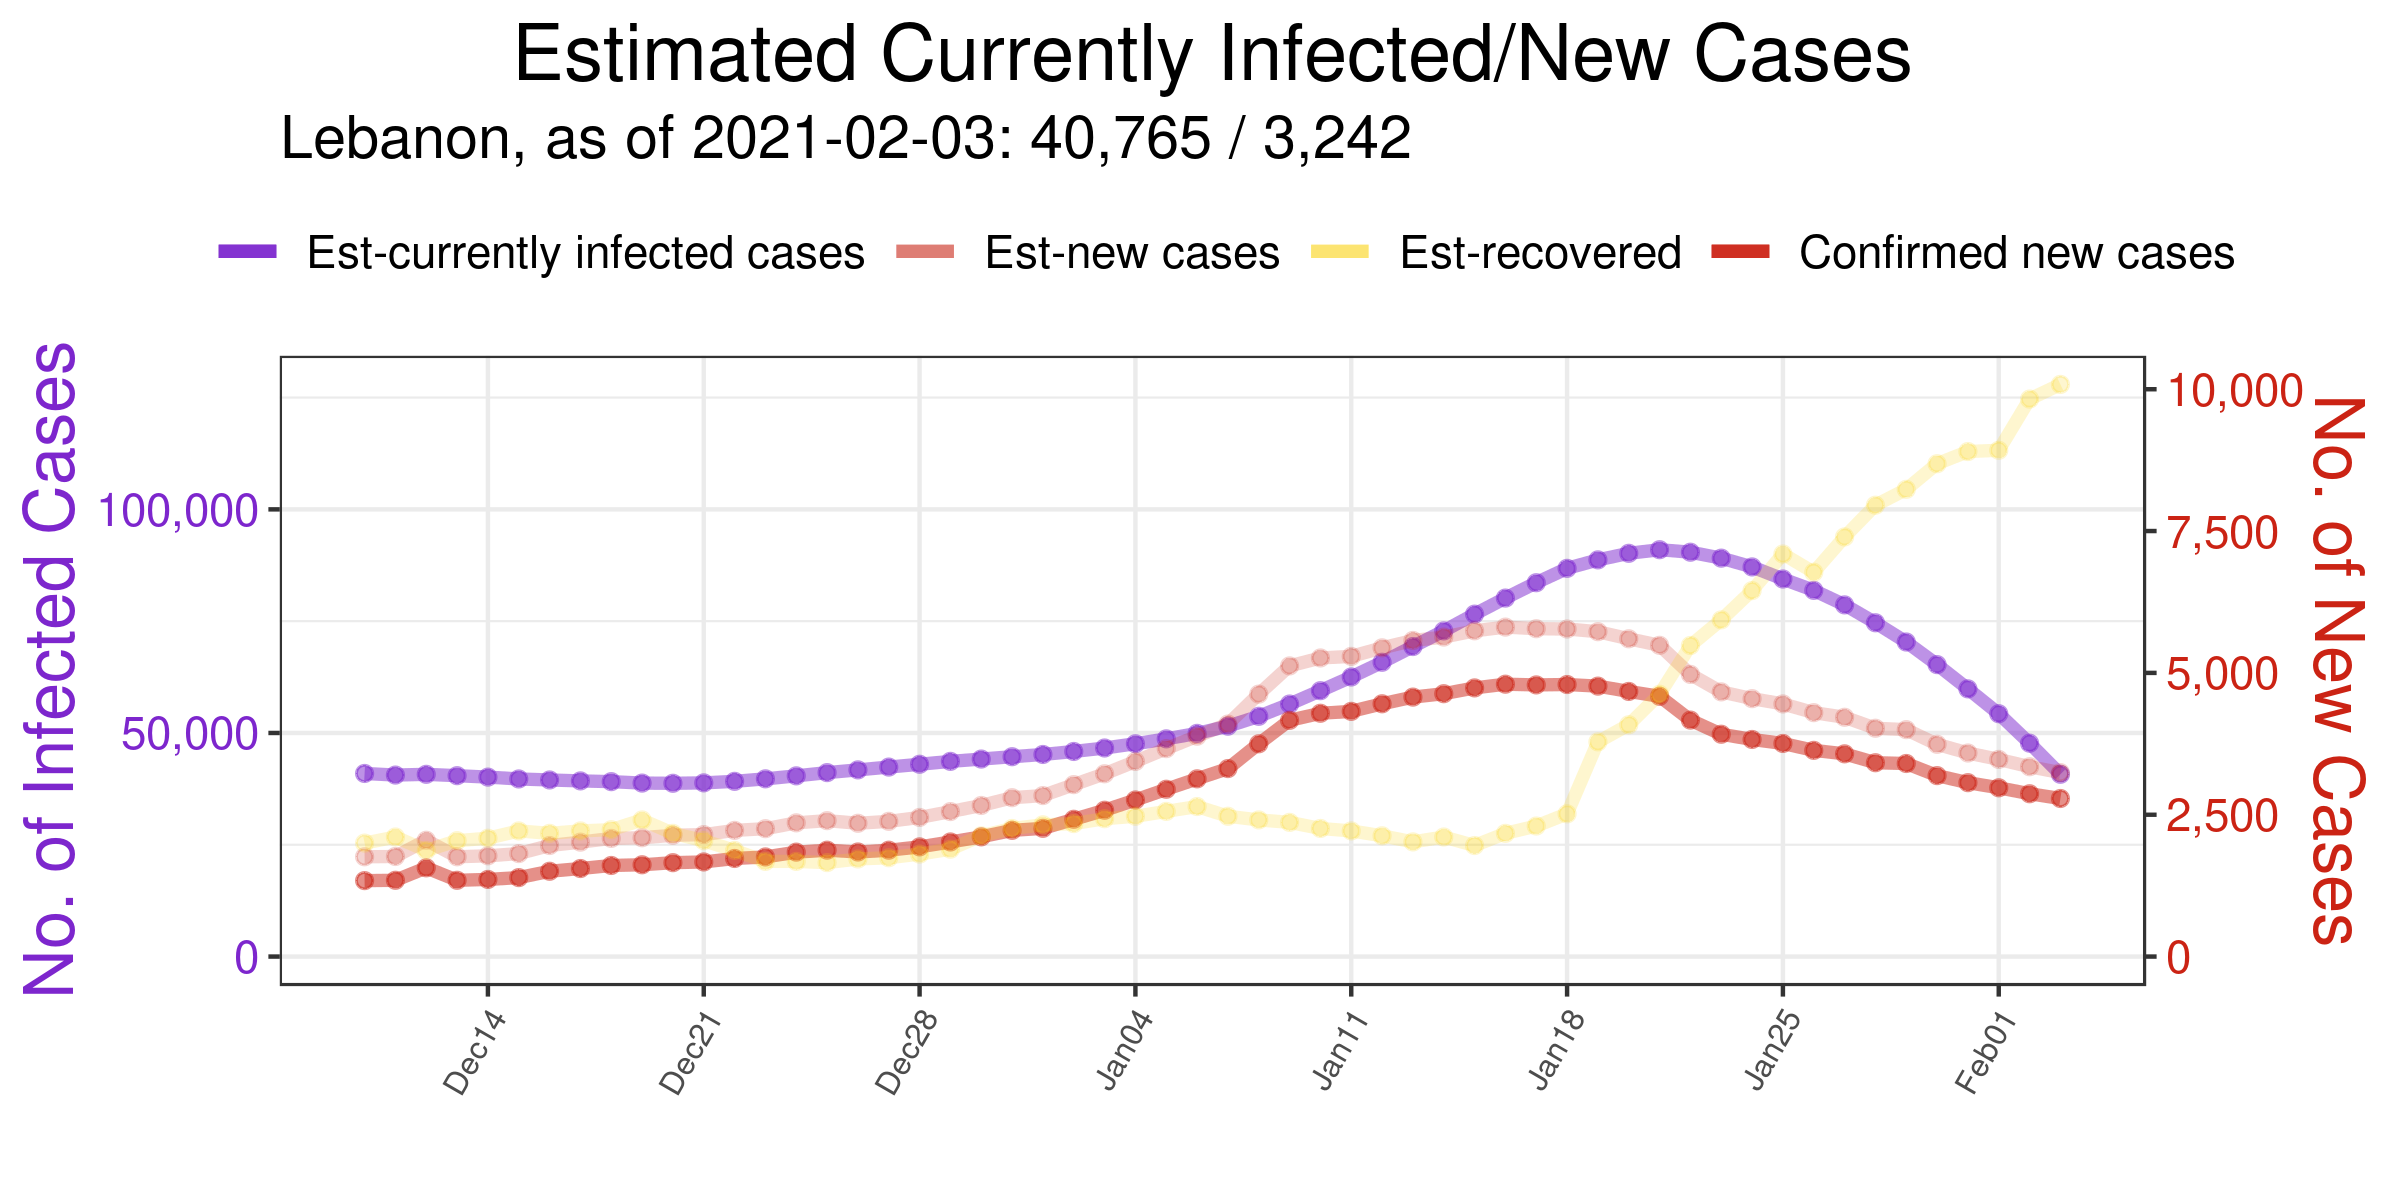 Estimated Currently Infected/New Cases
Lebanon, as of 2021-02-03: 40,765 / 3,242
Est-currently infected cases
Est-new cases
Est-recovered
Confirmed new cases
No. of Infected Cases
100,000
50,000
0
10,000
7,500
5,000
2,500
0
No. of New Cases
Dec14
Dec21
Dec28
Jan04
Jan11
Jan18
Jan25
Feb01